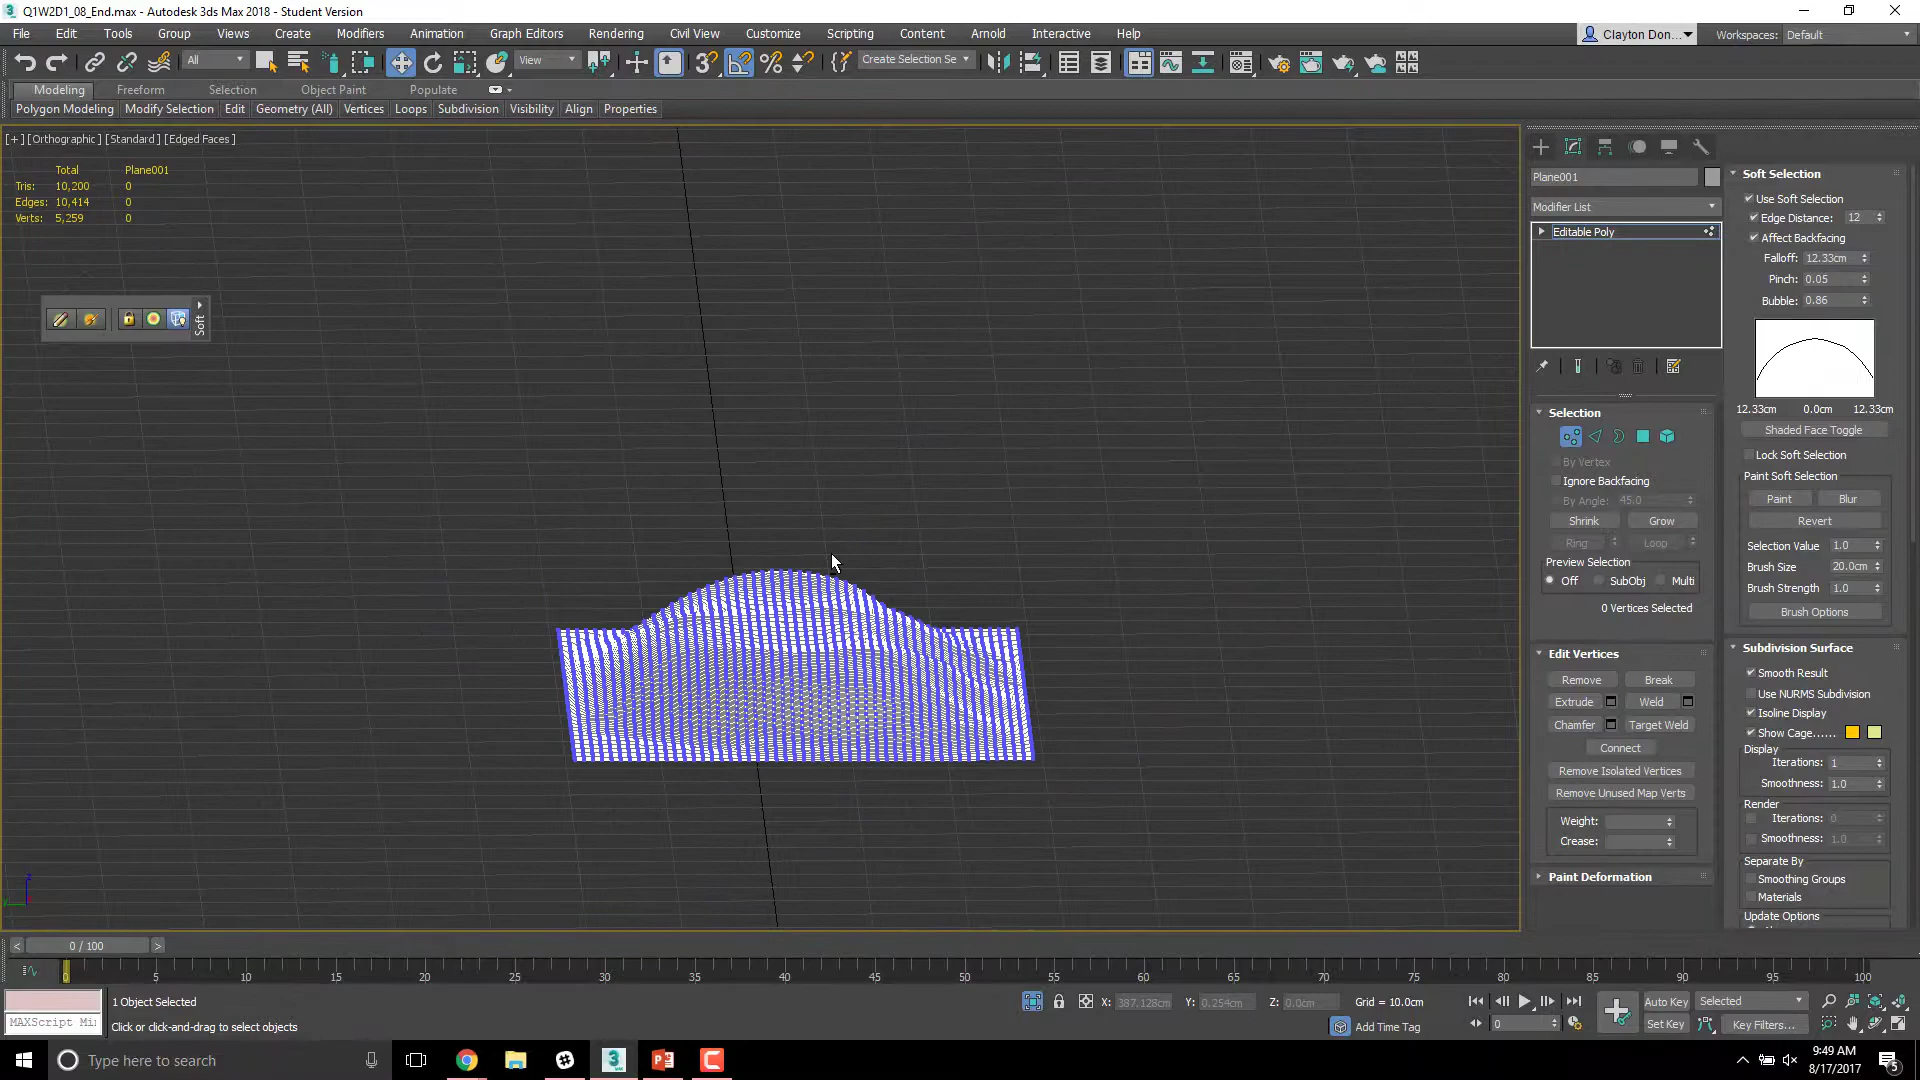 Q1W2D1_08_End.max - Autodesk 3ds Max 2018 - Student Version
File Edit Tools Group Views Create Modifiers Animation Graph Editors Rendering Civil View Customize Scripting Content Arnold Interactive Help
Clayton Don... Workspaces: Default
All View Create Selection Se
Modeling Freeform Selection Object Paint Populate
Polygon Modeling Modify Selection Edit Geometry (All) Vertices Loops Subdivision Visibility Align Properties
[+] [Orthographic] [Standard] [Edged Faces]
Total Plane001
Tris: 10,200 0
Edges: 10,414 0
Verts: 5,259 0
Soft
Plane001
Modifier List
Editable Poly
Selection
By Vertex
Ignore Backfacing
By Angle: 45.0
Shrink Grow
Ring Loop
Preview Selection
Off SubObj Multi
0 Vertices Selected
Edit Vertices
Remove Break
Extrude Weld
Chamfer Target Weld
Connect
Remove Isolated Vertices
Remove Unused Map Verts
Weight:
Crease:
Paint Deformation
Soft Selection
Use Soft Selection
Edge Distance: 12
Affect Backfacing
Falloff: 12.33cm
Pinch: 0.05
Bubble: 0.86
12.33cm 0.0cm 12.33cm
Shaded Face Toggle
Lock Soft Selection
Paint Soft Selection
Paint Blur
Revert
Selection Value 1.0
Brush Size 20.0cm
Brush Strength 1.0
Brush Options
Subdivision Surface
Smooth Result
Use NURMS Subdivision
Isoline Display
Show Cage......
Display
Iterations: 1
Smoothness: 1.0
Render
Iterations: 0
Smoothness: 1.0
Separate By
Smoothing Groups
Materials
Update Options
< 0 / 100 >
0 5 10 15 20 25 30 35 40 45 50 55 60 65 70 75 80 85 90 95 100
1 Object Selected
MAXScript Mi
Click or click-and-drag to select objects
X: 387.128cm Y: 0.254cm Z: 0.0cm Grid = 10.0cm
Add Time Tag
0
Auto Key Selected
Set Key Key Filters...
Type here to search
9:49 AM
8/17/2017
5